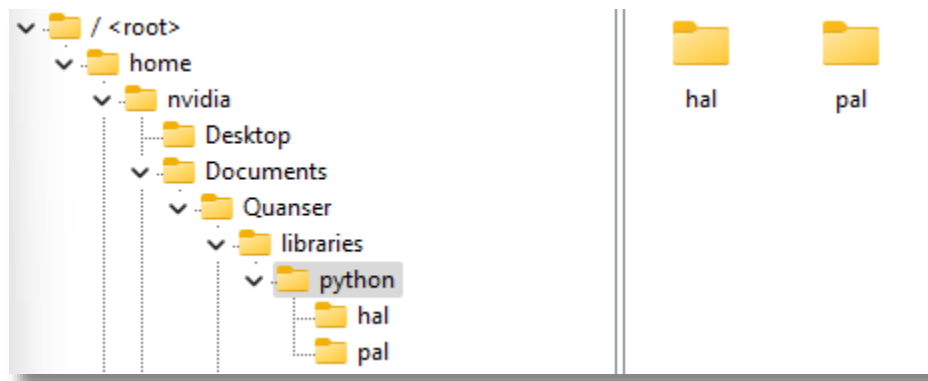 / <root>
home
nvidia
Desktop
Documents
Quanser
libraries
python
hal
pal
hal
pal